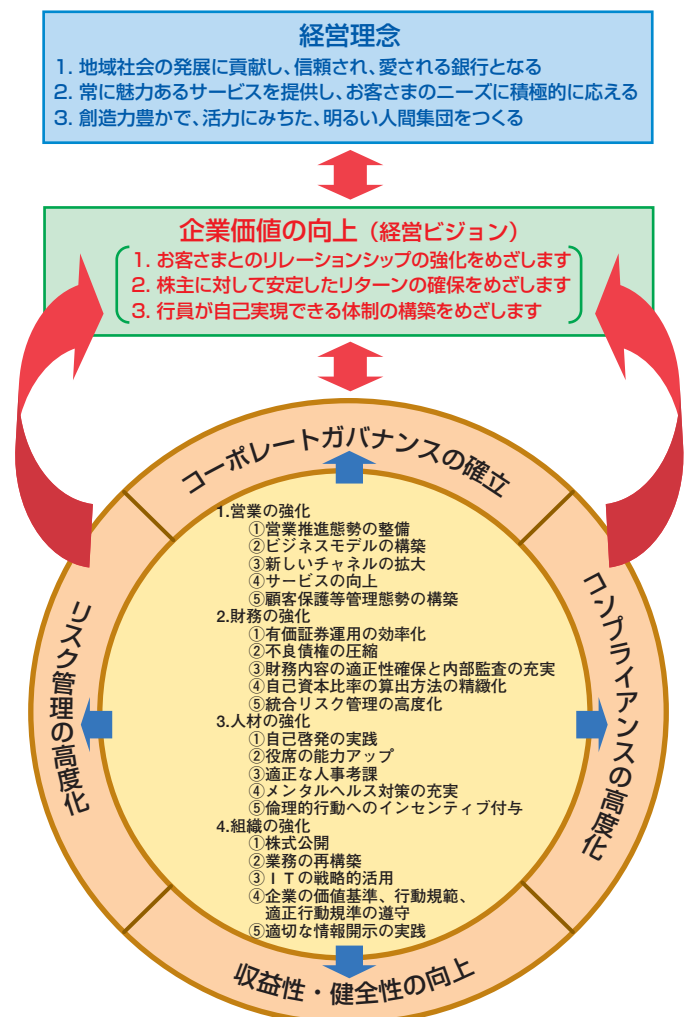 経営理念
1. 地域社会の発展に貢献し、信頼され、愛される銀行となる
2. 常に魅力あるサービスを提供し、お客さまのニーズに積極的に応える
3. 創造力豊かで、活力にみちた、明るい人間集団をつくる
企業価値の向上（経営ビジョン）
1. お客さまとのリレーションシップの強化をめざします
2. 株主に対して安定したリターンの確保をめざします
3. 行員が自己実現できる体制の構築をめざします
コーポレートガバナンスの確立
リスク管理の高度化
1.営業の強化
①営業推進態勢の整備
②ビジネスモデルの構築
③新しいチャネルの拡大
④サービスの向上
⑤顧客保護等管理態勢の構築
2.財務の強化
①有価証券運用の効率化
②不良債権の圧縮
③財務内容の適正性確保と内部監査の充実
④自己資本比率の算出方法の精緻化
⑤統合リスク管理の高度化
3.人材の強化
①自己啓発の実践
②役席の能力アップ
③適正な人事考課
④メンタルヘルス対策の充実
⑤倫理的行動へのインセンティブ付与
4.組織の強化
①株式公開
②業務の再構築
③ＩＴの戦略的活用
④企業の価値基準、行動規範、
適正行動規準の遵守
⑤適切な情報開示の実践
コンプライアンスの高度化
収益性・健全性の向上